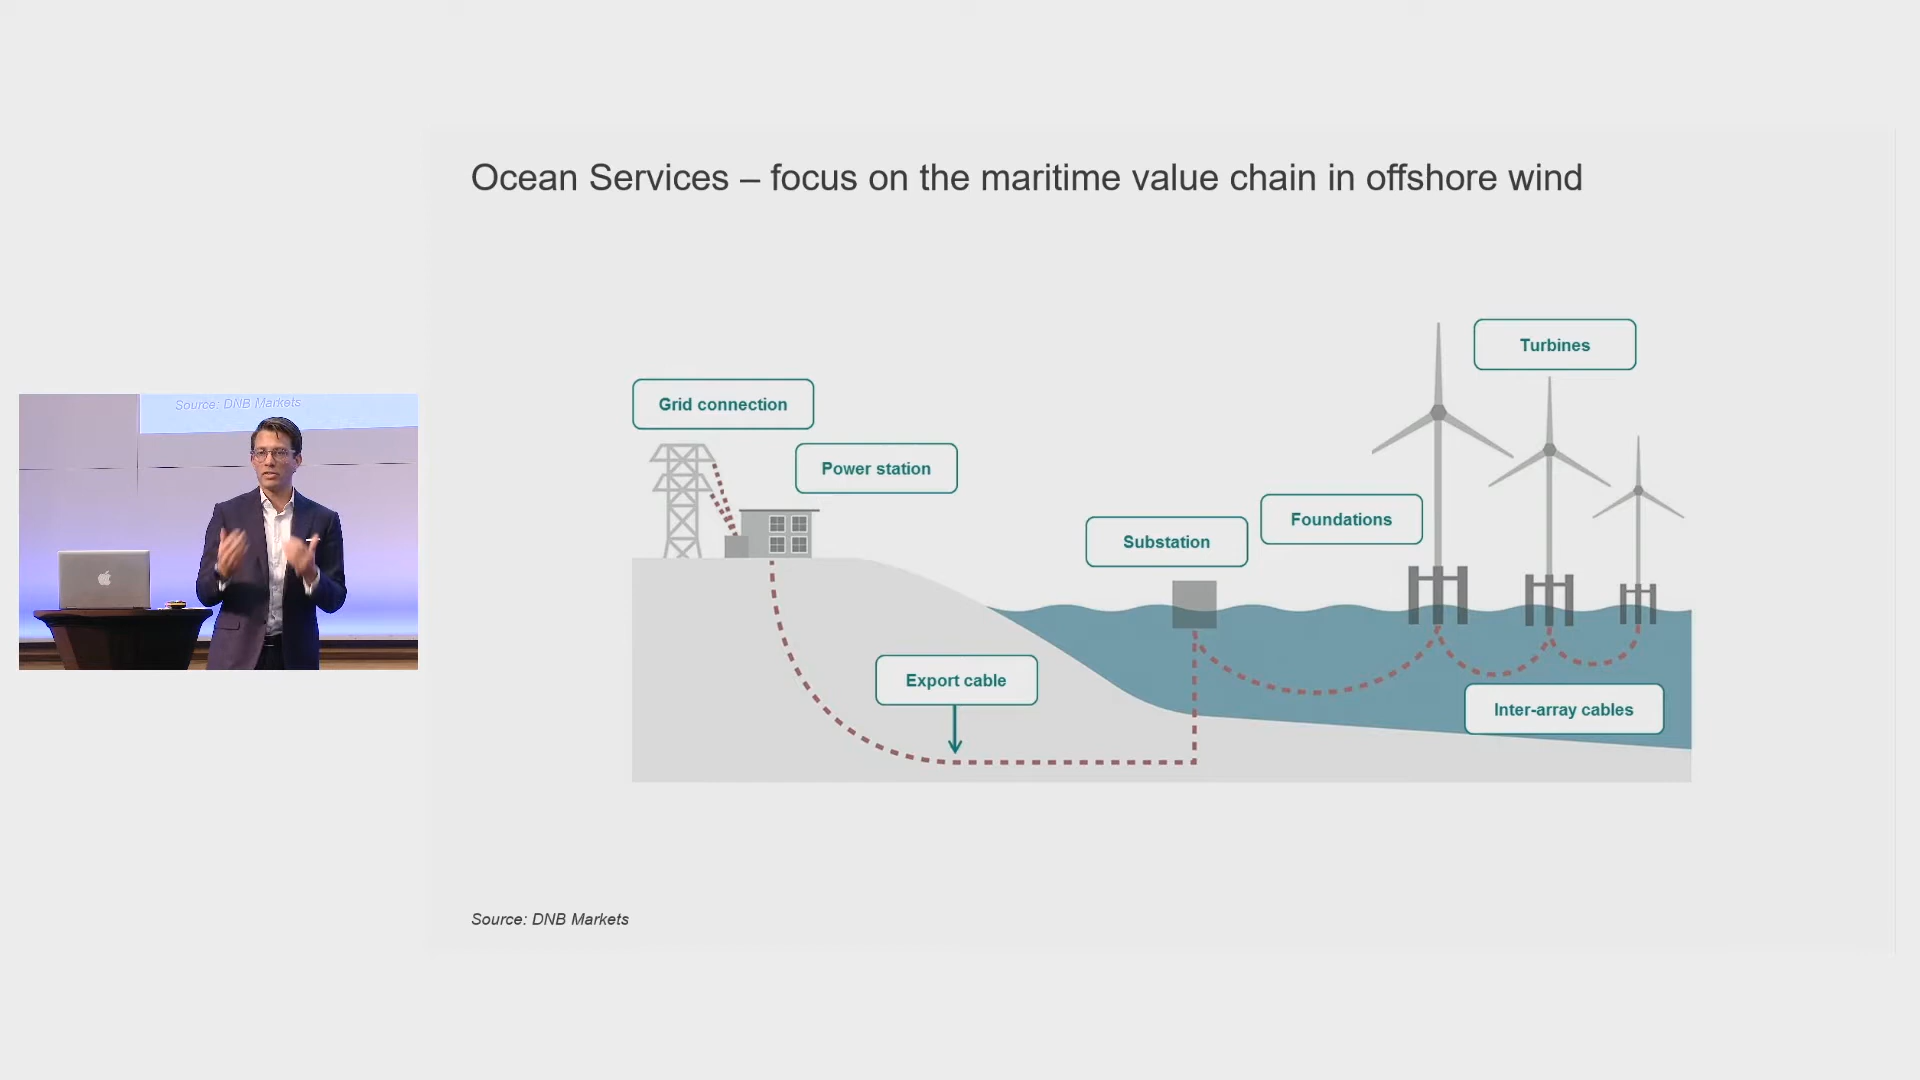 Ocean Services – focus on the maritime value chain in offshore wind
Turbines
Grid connection
Power station
Foundations
Substation
Export cable
Inter-array cables
Source: DNB Markets
Source: DNB Markets